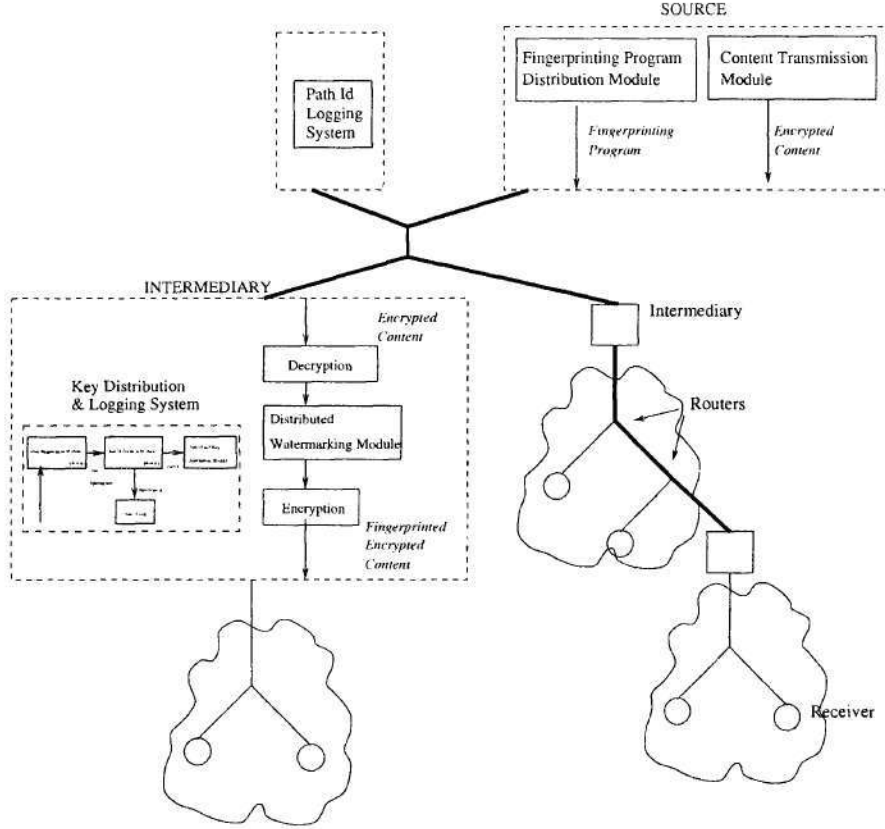 SOURCE
Path Id
Logging
System
Fingerprinting Program
Distribution Module
Content Transmission
Module
Fingerprinting
Program
Encrypted
Content
INTERMEDIARY
Encrypted
Content
Decryption
Key Distribution
& Logging System
Distributed
Watermarking Module
Encryption
Fingerprinted
Encrypted
Content
Intermediary
Routers
Receiver